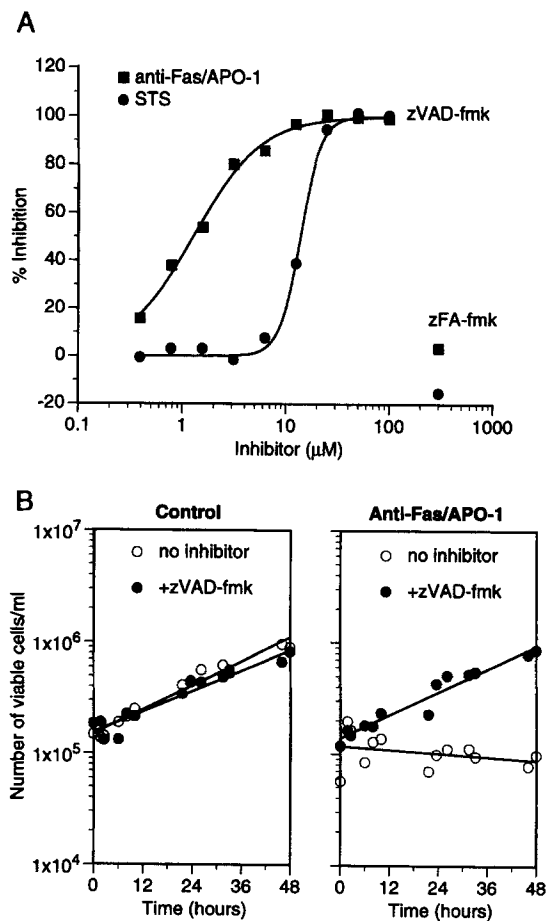 A
anti-Fas/APO-1
STS
zVAD-fmk
zFA-fmk
% Inhibition
120
100
80
60
40
20
0
-20
0.1
1
10
100
1000
Inhibitor (µM)
B
Control
Anti-Fas/APO-1
no inhibitor
+zVAD-fmk
no inhibitor
+zVAD-fmk
Number of viable cells/ml
1x10⁷
1x10⁶
1x10⁵
1x10⁴
0 12 24 36 48
0 12 24 36 48
Time (hours)
Time (hours)